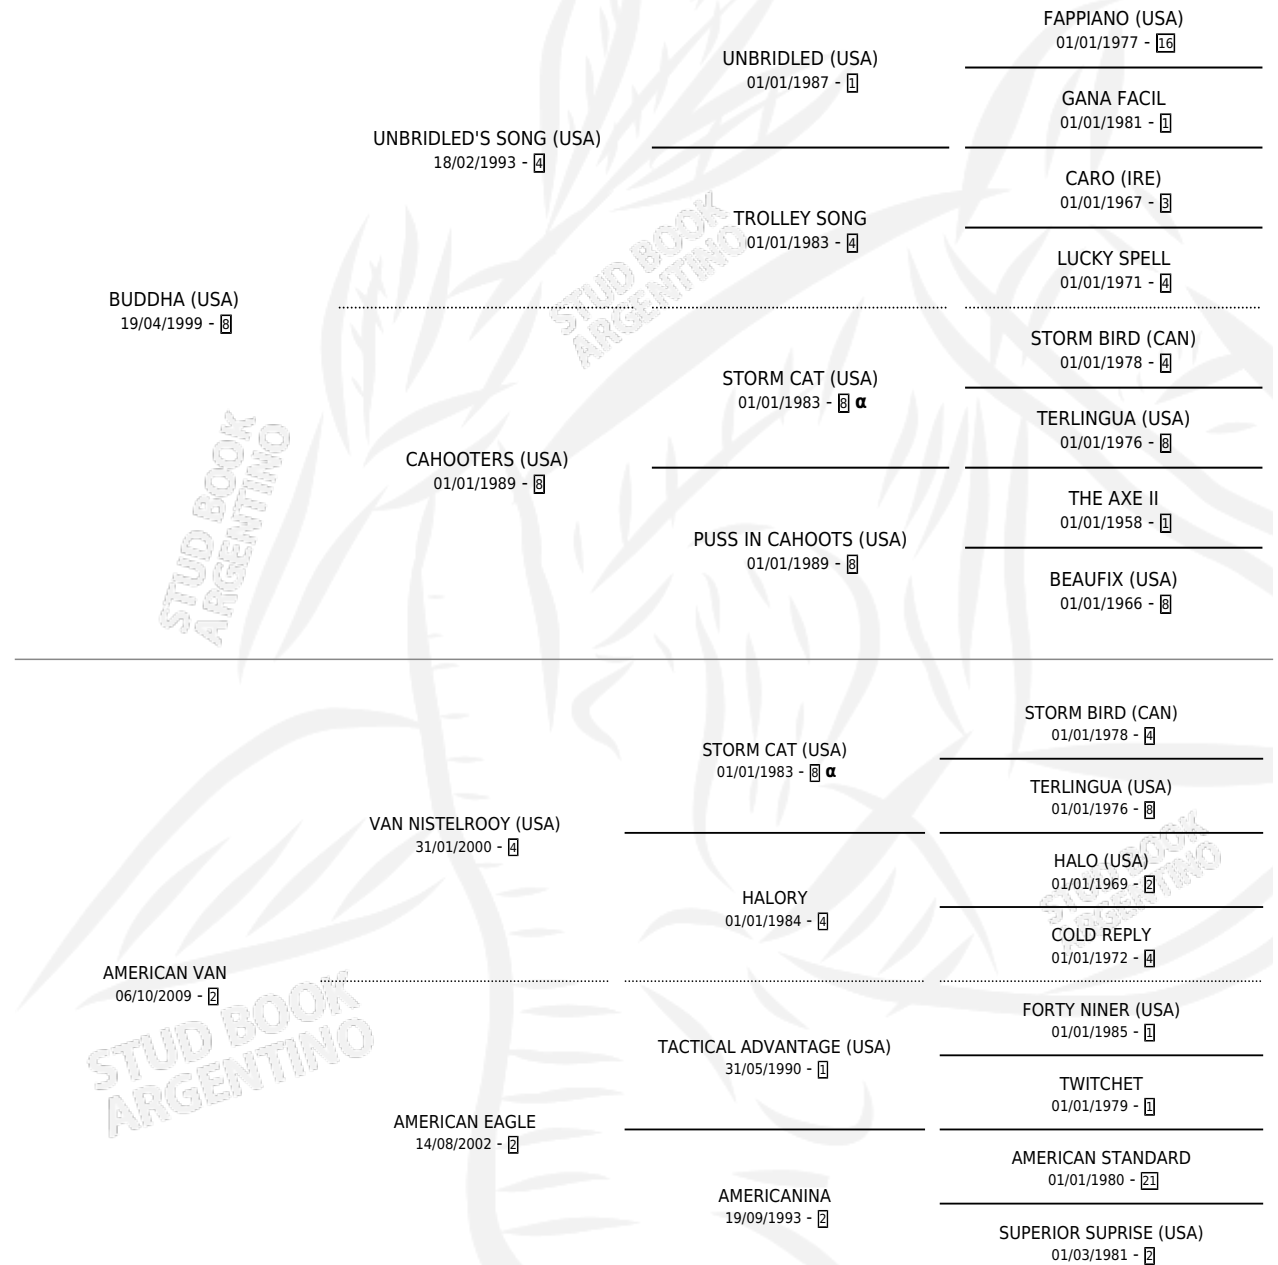 FAPPIANO (USA)
01/01/1977 - 16
UNBRIDLED (USA)
01/01/1987 - 1
GANA FACIL
01/01/1981 - 1
UNBRIDLED'S SONG (USA)
18/02/1993 - 4
CARO (IRE)
01/01/1967 - 3
TROLLEY SONG
01/01/1983 - 4
LUCKY SPELL
01/01/1971 - 4
STUD BOOK
ARGENTINO
BUDDHA (USA)
19/04/1999 - 8
STORM BIRD (CAN)
01/01/1978 - 4
STORM CAT (USA)
01/01/1983 - 8 α
TERLINGUA (USA)
01/01/1976 - 8
CAHOOTERS (USA)
01/01/1989 - 8
THE AXE II
01/01/1958 - 1
PUSS IN CAHOOTS (USA)
01/01/1989 - 8
BEAUFIX (USA)
01/01/1966 - 8
STUD BOOK
ARGENTINO
STORM BIRD (CAN)
01/01/1978 - 4
STORM CAT (USA)
01/01/1983 - 8 α
TERLINGUA (USA)
01/01/1976 - 8
VAN NISTELROOY (USA)
31/01/2000 - 4
HALO (USA)
01/01/1969 - 2
HALORY
01/01/1984 - 4
COLD REPLY
01/01/1972 - 4
STUD BOOK
ARGENTINO
AMERICAN VAN
06/10/2009 - 2
FORTY NINER (USA)
01/01/1985 - 1
TACTICAL ADVANTAGE (USA)
31/05/1990 - 1
TWITCHET
01/01/1979 - 1
STUD BOOK
ARGENTINO
AMERICAN EAGLE
14/08/2002 - 2
AMERICAN STANDARD
01/01/1980 - 21
AMERICANINA
19/09/1993 - 2
SUPERIOR SUPRISE (USA)
01/03/1981 - 2